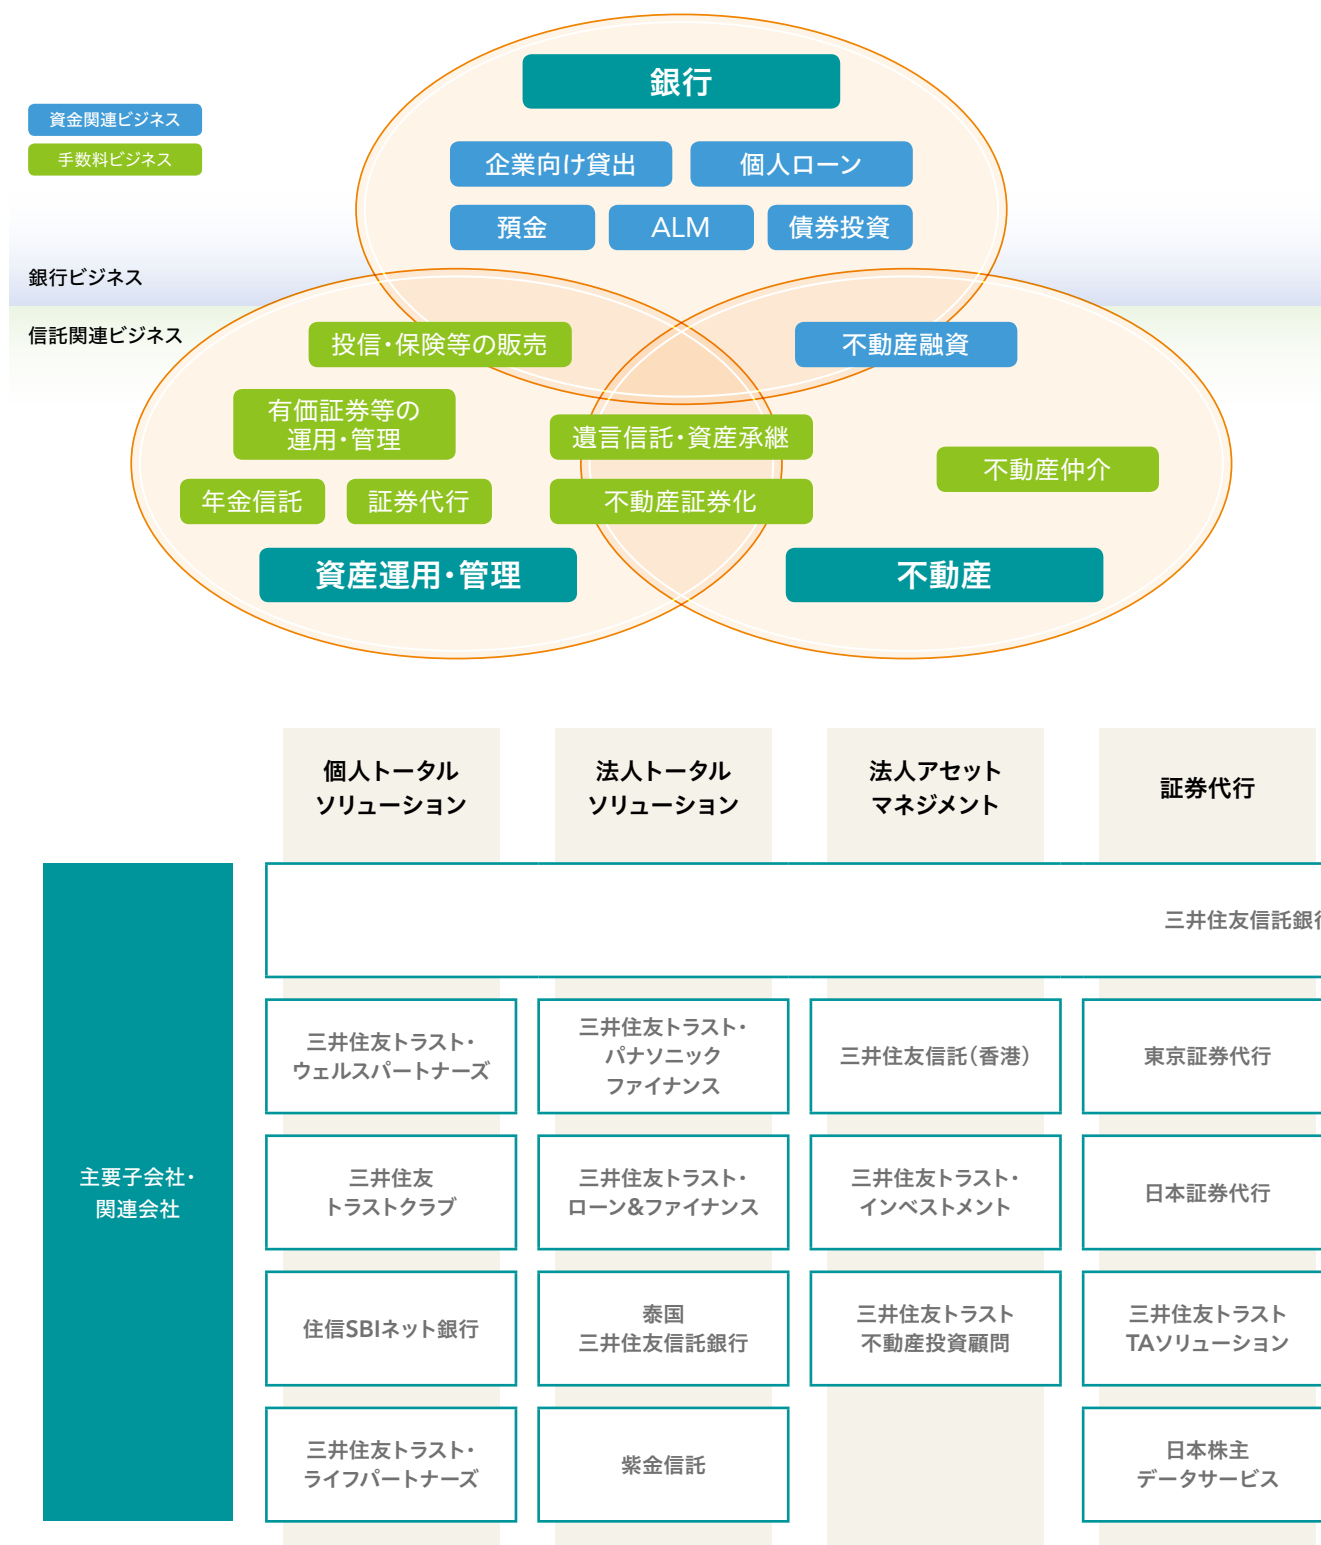 銀行
資金関連ビジネス
手数料ビジネス
企業向け貸出
個人ローン
預金
ALM
債券投資
銀行ビジネス
信託関連ビジネス
投信・保険等の販売
不動産融資
有価証券等の
運用・管理
遺言信託・資産承継
不動産仲介
年金信託
証券代行
不動産証券化
資産運用・管理
不動産
個人トータル
ソリューション
法人トータル
ソリューション
法人アセット
マネジメント
証券代行
主要子会社・
関連会社
三井住友信託銀行
三井住友トラスト・
ウェルスパートナーズ
三井住友トラスト・
パナソニック
ファイナンス
三井住友信託（香港）
東京証券代行
三井住友
トラストクラブ
三井住友トラスト・
ローン&ファイナンス
三井住友トラスト・
インベストメント
日本証券代行
住信SBIネット銀行
泰国
三井住友信託銀行
三井住友トラスト
不動産投資顧問
三井住友トラスト
TAソリューション
三井住友トラスト・
ライフパートナーズ
紫金信託
日本株主
データサービス